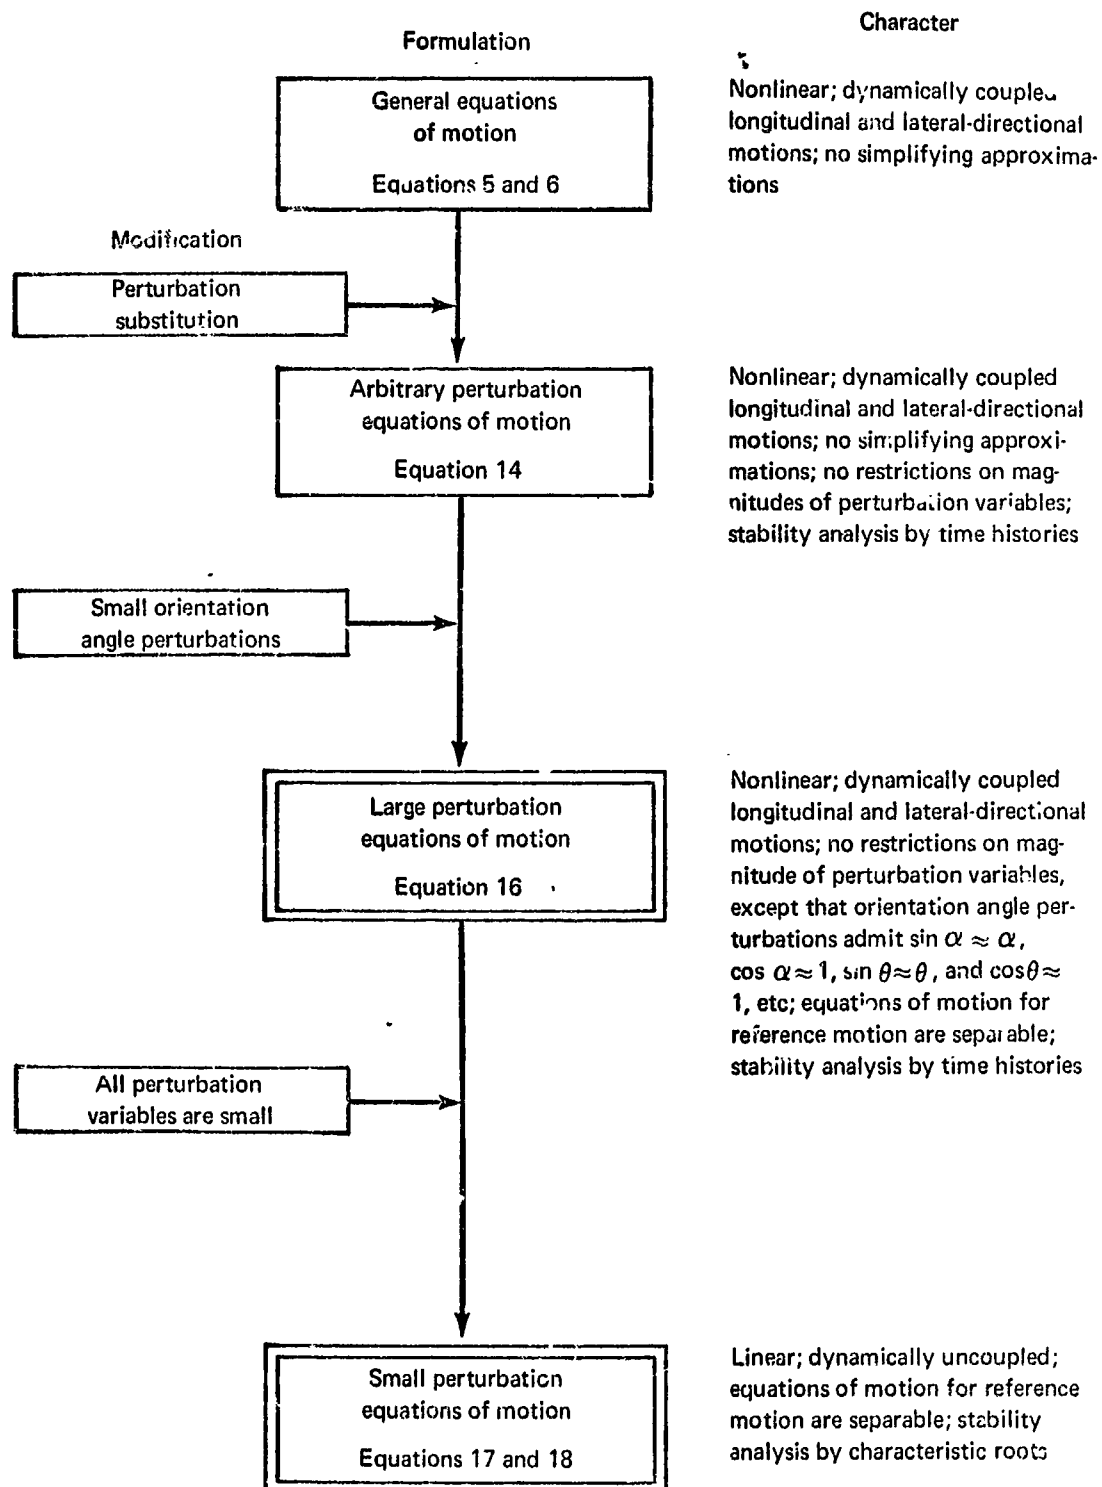 Formulation
Character
General equations
of motion
Equations 5 and 6
Nonlinear; dynamically coupled
longitudinal and lateral-directional
motions; no simplifying approxima-
tions
Modification
Perturbation
substitution
Arbitrary perturbation
equations of motion
Equation 14
Nonlinear; dynamically coupled
longitudinal and lateral-directional
motions; no simplifying approxi-
mations; no restrictions on mag-
nitudes of perturbation variables;
stability analysis by time histories
Small orientation
angle perturbations
Large perturbation
equations of motion
Equation 16
Nonlinear; dynamically coupled
longitudinal and lateral-directional
motions; no restrictions on mag-
nitude of perturbation variables,
except that orientation angle per-
turbations admit sin α ≈ α,
cos α ≈ 1, sin θ ≈ θ, and cos θ ≈
1, etc; equations of motion for
reference motion are separable;
stability analysis by time histories
All perturbation
variables are small
Small perturbation
equations of motion
Equations 17 and 18
Linear; dynamically uncoupled;
equations of motion for reference
motion are separable; stability
analysis by characteristic roots